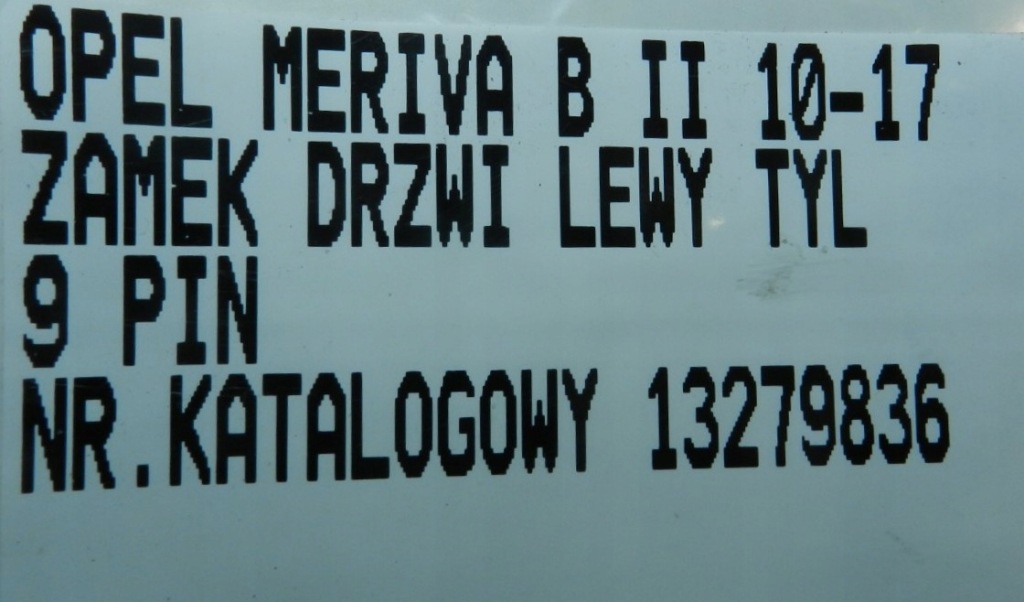 OPEL MERIVA B II 10-17
ZAMEK DRZWI LEWY TYL
9 PIN
NR.KATALOGOWY 13279836